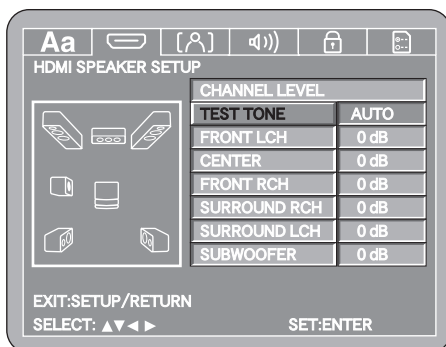 Aa
HDMI SPEAKER SETUP
CHANNEL LEVEL
TEST TONE AUTO
FRONT LCH 0 dB
CENTER 0 dB
FRONT RCH 0 dB
SURROUND RCH 0 dB
SURROUND LCH 0 dB
SUBWOOFER 0 dB
EXIT:SETUP/RETURN
SELECT: ▲▼◄► SET:ENTER